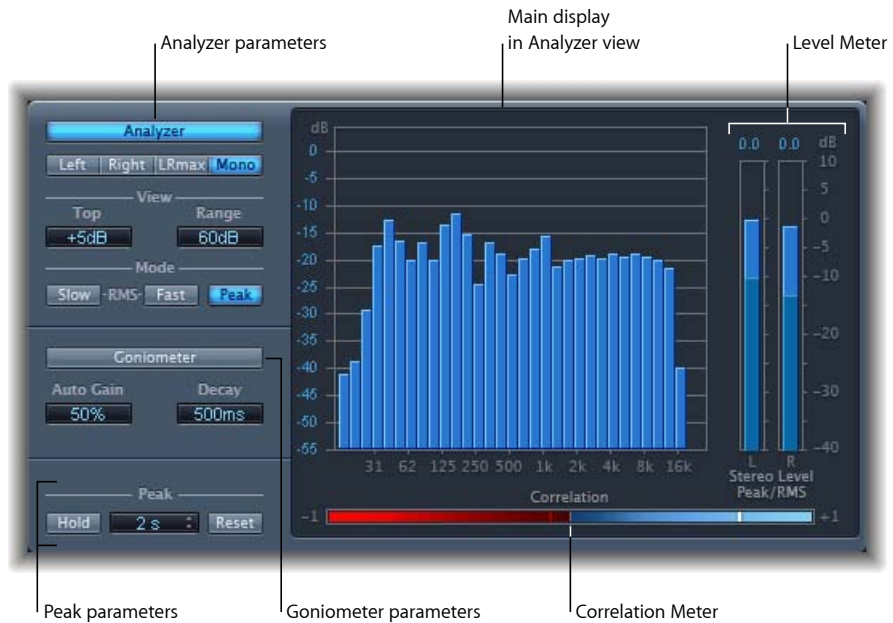 Main display
in Analyzer view
Analyzer parameters
Level Meter
Analyzer
Left Right LRmax Mono
View
Top Range
+5dB 60dB
Mode
Slow -RMS- Fast Peak
Goniometer
Auto Gain Decay
50% 500ms
Peak
Hold 2 s Reset
dB
0
-5
-10
-15
-20
-25
-30
-35
-40
-45
-50
-55
31 62 125 250 500 1k 2k 4k 8k 16k
0.0 0.0 dB
10
5
0
-5
-10
-20
-30
-40
L R
Stereo Level
Peak/RMS
Correlation
-1 +1
Peak parameters
Goniometer parameters
Correlation Meter